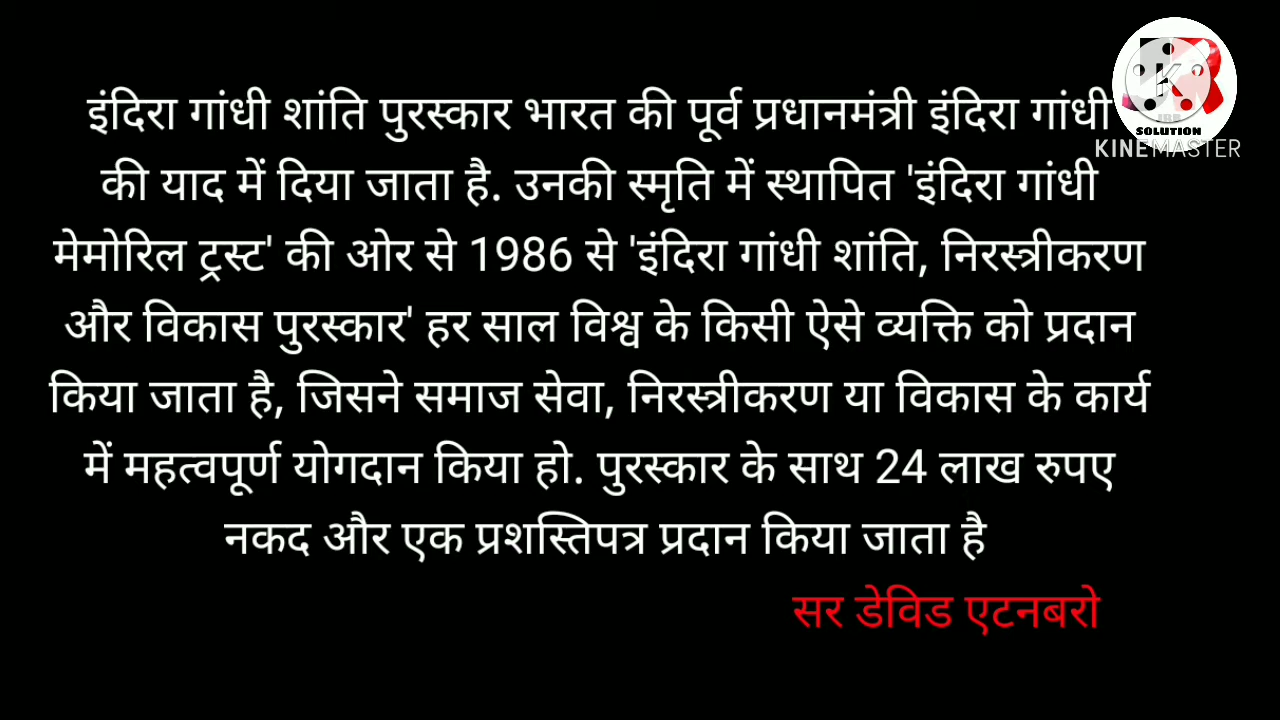 इंदिरा गांधी शांति पुरस्कार भारत की पूर्व प्रधानमंत्री इंदिरा गांधी
की याद में दिया जाता है. उनकी स्मृति में स्थापित 'इंदिरा गांधी
मेमोरिल ट्रस्ट' की ओर से 1986 से 'इंदिरा गांधी शांति, निरस्त्रीकरण
और विकास पुरस्कार' हर साल विश्व के किसी ऐसे व्यक्ति को प्रदान
किया जाता है, जिसने समाज सेवा, निरस्त्रीकरण या विकास के कार्य
में महत्वपूर्ण योगदान किया हो. पुरस्कार के साथ 24 लाख रुपए
नकद और एक प्रशस्तिपत्र प्रदान किया जाता है
सर डेविड एटनबरो
SOLUTION
KINEMASTER